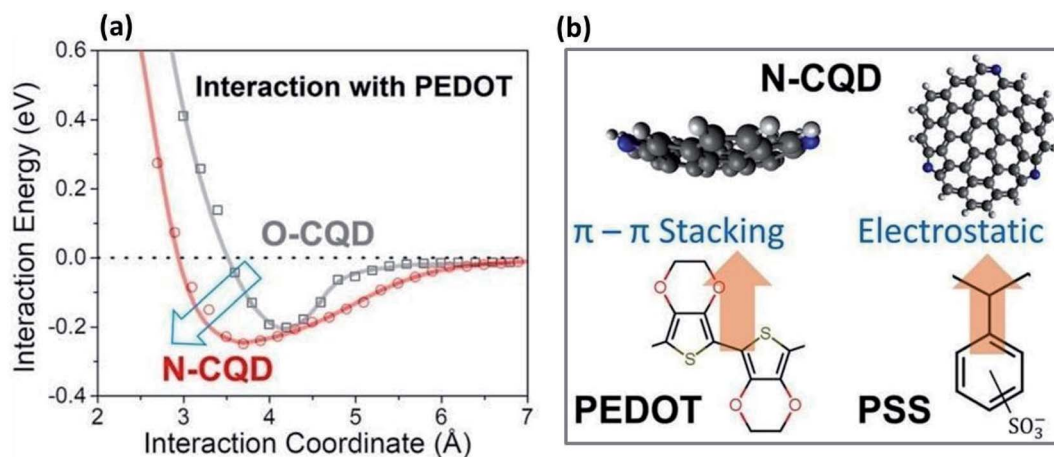 (a)
0.6
0.4
0.2
0.0
-0.2
-0.4
Interaction Energy (eV)
Interaction with PEDOT
O-CQD
N-CQD
2 3 4 5 6 7
Interaction Coordinate (Å)
(b)
N-CQD
π – π Stacking
Electrostatic
O O
S
S
O O
PEDOT
PSS
SO₃⁻